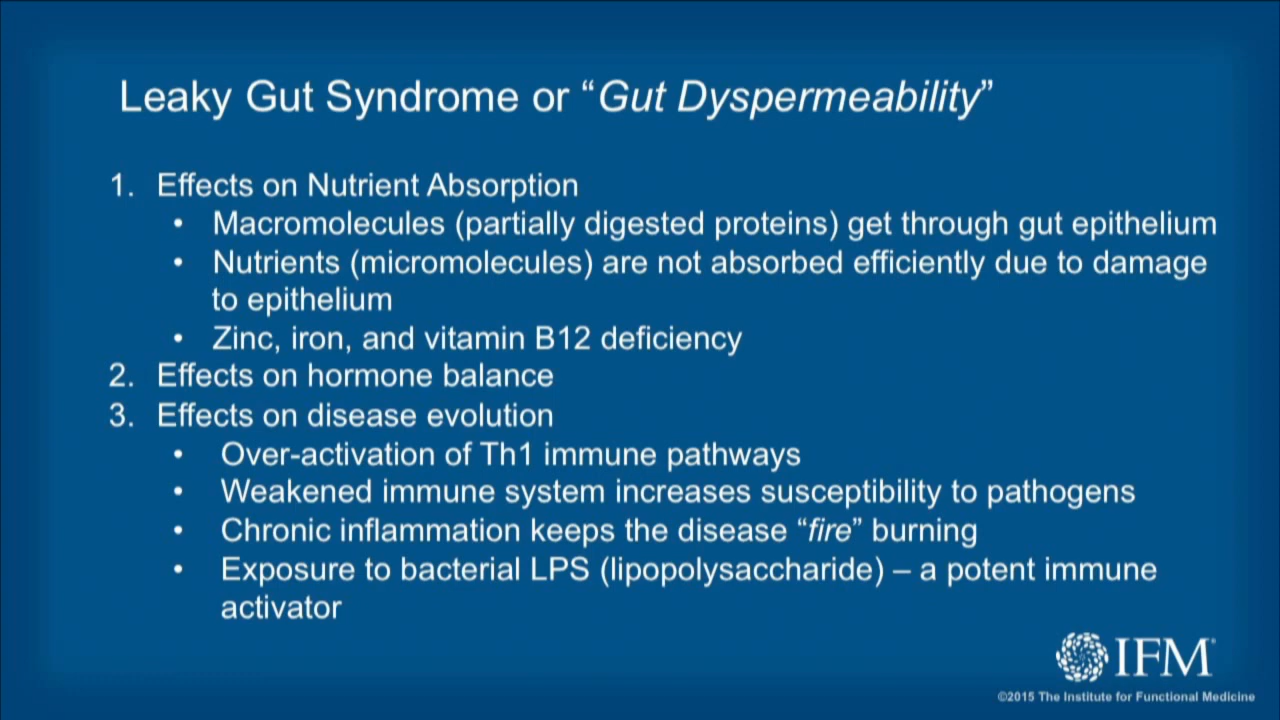 Leaky Gut Syndrome or “Gut Dyspermeability”
1. Effects on Nutrient Absorption
• Macromolecules (partially digested proteins) get through gut epithelium
• Nutrients (micromolecules) are not absorbed efficiently due to damage
to epithelium
• Zinc, iron, and vitamin B12 deficiency
2. Effects on hormone balance
3. Effects on disease evolution
• Over-activation of Th1 immune pathways
• Weakened immune system increases susceptibility to pathogens
• Chronic inflammation keeps the disease “fire” burning
• Exposure to bacterial LPS (lipopolysaccharide) – a potent immune
activator
IFM
©2015 The Institute for Functional Medicine